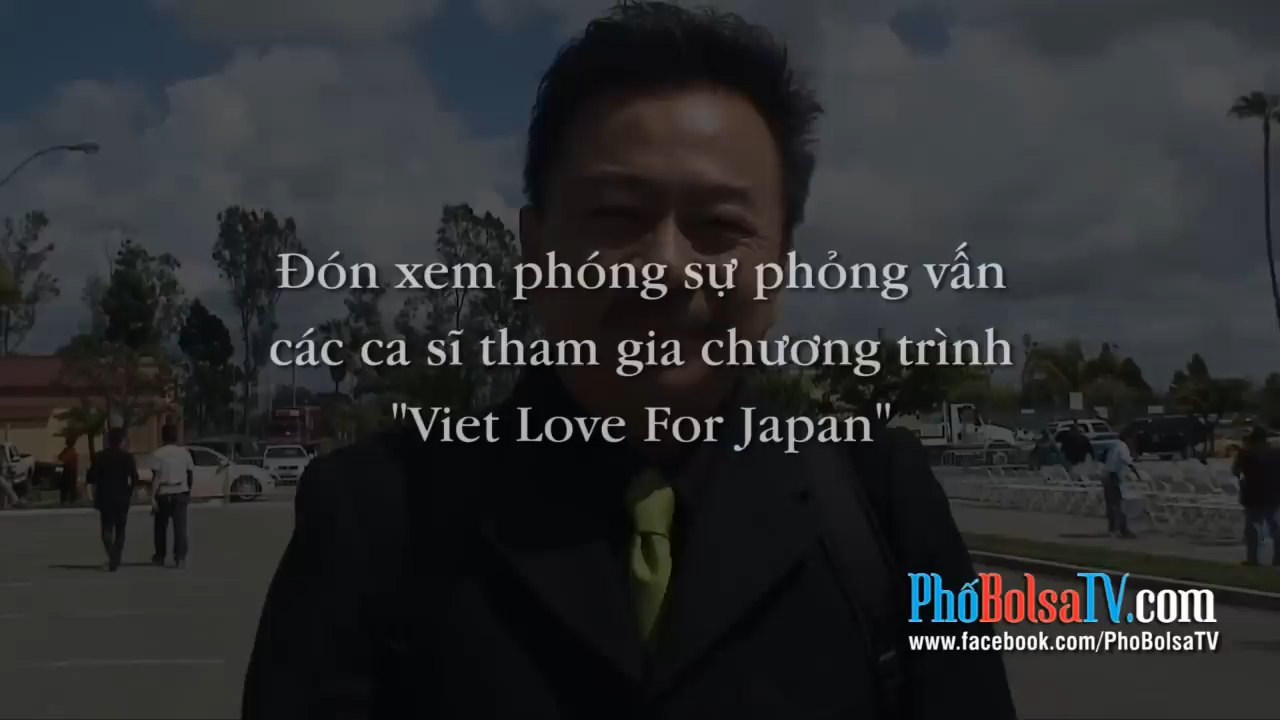 Đón xem phóng sự phỏng vấn
các ca sĩ tham gia chương trình
"Viet Love For Japan"
PhốBolsaTV.com
www.facebook.com/PhoBolsaTV